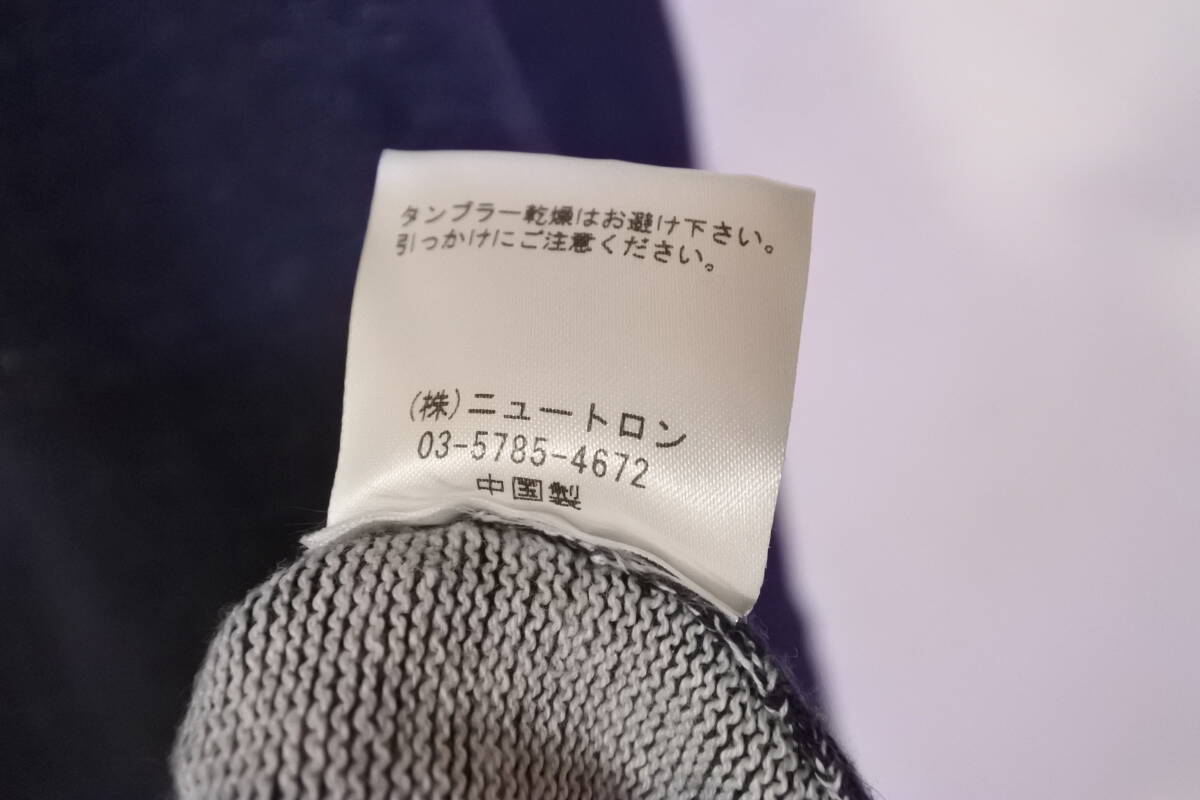 タンブラー乾燥はお避け下さい。
引っかけにご注意ください。
(株)ニュートロン
03-5785-4672
中国製